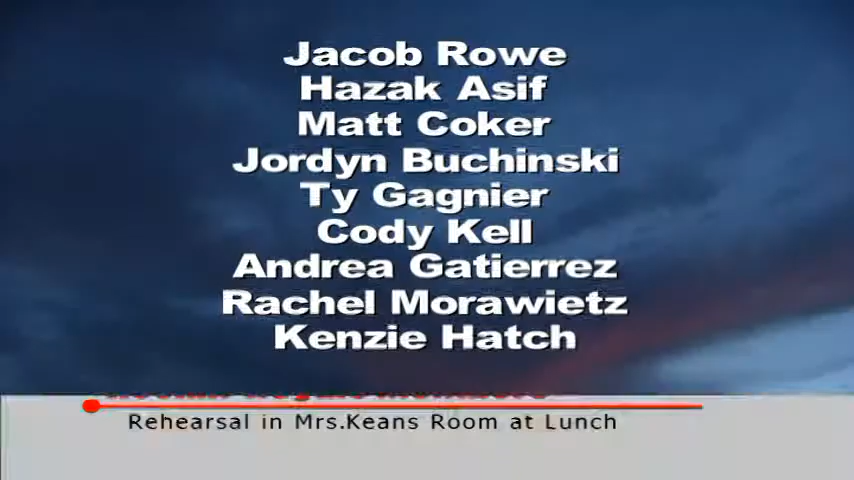 Jacob Rowe
Hazak Asif
Matt Coker
Jordyn Buchinski
Ty Gagnier
Cody Kell
Andrea Gatierrez
Rachel Morawietz
Kenzie Hatch
Rehearsal in Mrs.Keans Room at Lunch